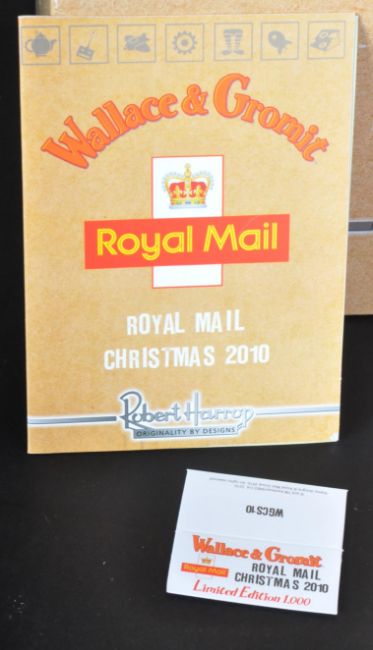 Wallace & Gromit
Royal Mail
ROYAL MAIL
CHRISTMAS 2010
Robert Harrop
ORIGINALITY BY DESIGNS
WGCS10
Wallace & Gromit
Royal Mail
ROYAL MAIL
CHRISTMAS 2010
Limited Edition 1,000